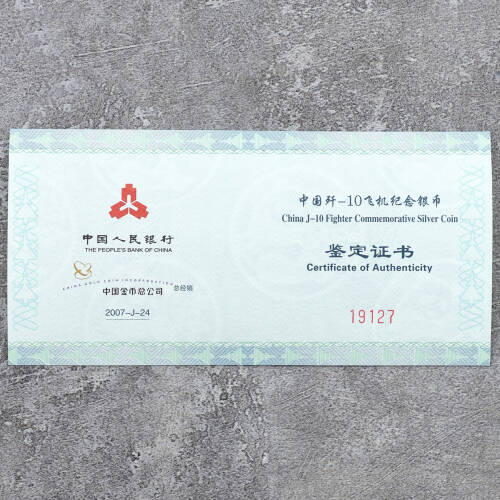 中国人民银行
THE PEOPLE'S BANK OF CHINA
CHINA GOLD COIN INCORPORATION
中国金币总公司 总经销
2007-J-24
中国歼-10飞机纪念银币
China J-10 Fighter Commemorative Silver Coin
鉴定证书
Certificate of Authenticity
19127